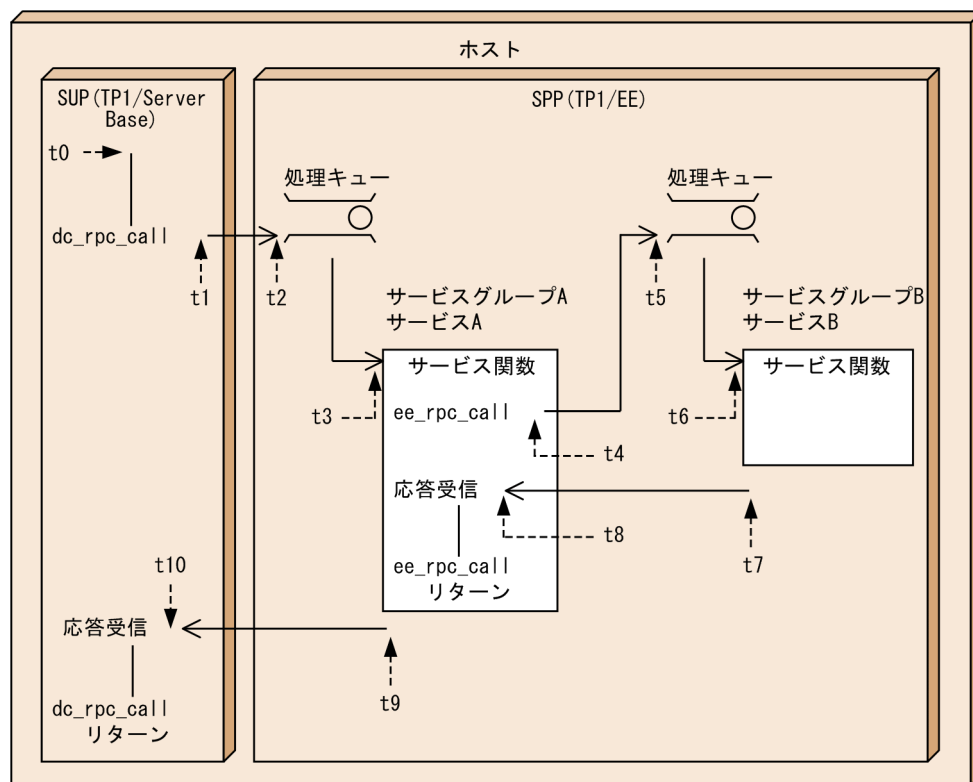 ホスト
SUP(TP1/Server
Base)
t0
dc_rpc_call
t1
t2
SPP(TP1/EE)
処理キュー
処理キュー
t5
サービスグループA
サービスA
サービスグループB
サービスB
サービス関数
サービス関数
t3
ee_rpc_call
t6
t4
応答受信
t8
t7
ee_rpc_call
リターン
t10
応答受信
t9
dc_rpc_call
リターン